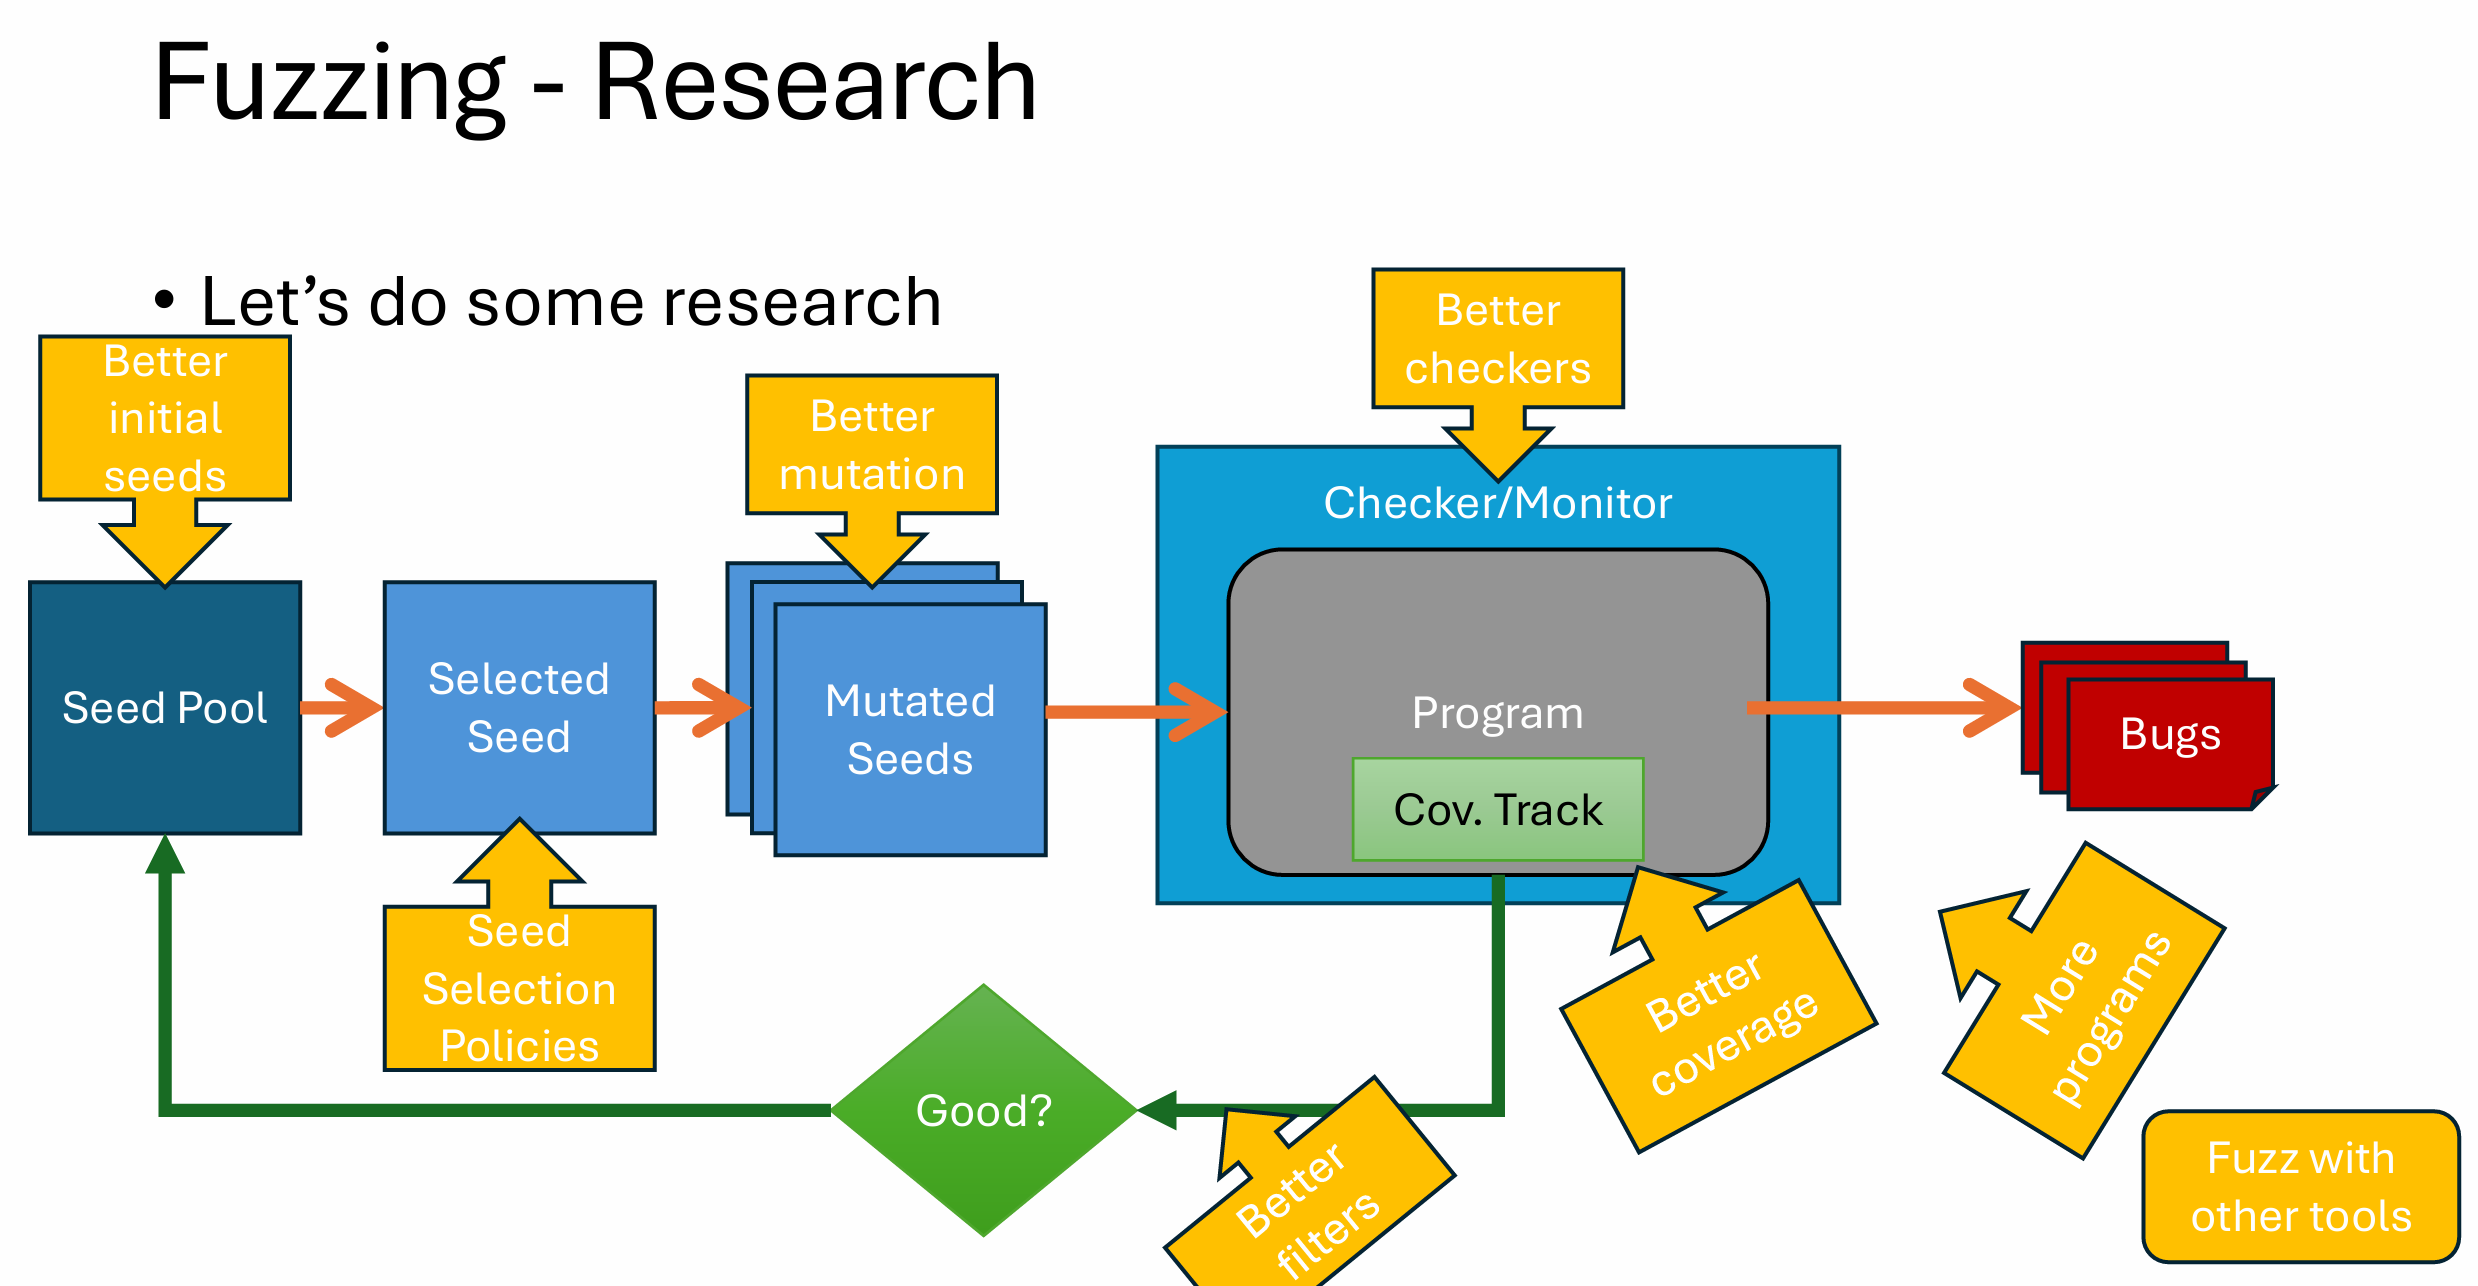 Fuzzing - Research
• Let’s do some research
Better
initial
seeds
Better
mutation
Better
checkers
Checker/Monitor
Seed Pool
Selected
Seed
Mutated
Seeds
Program
Cov. Track
Bugs
Seed
Selection
Policies
Good?
Better
filters
Better
coverage
More
programs
Fuzz with
other tools